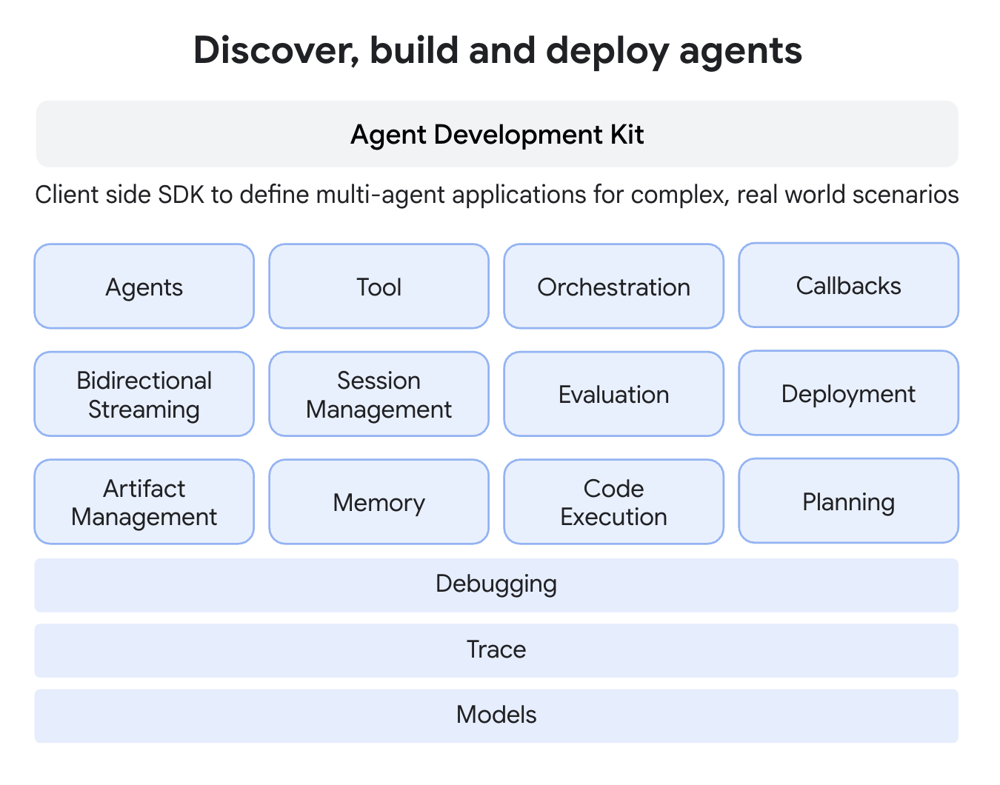 Discover, build and deploy agents
Agent Development Kit
Client side SDK to define multi-agent applications for complex, real world scenarios
Agents
Tool
Orchestration
Callbacks
Bidirectional
Streaming
Session
Management
Evaluation
Deployment
Artifact
Management
Memory
Code
Execution
Planning
Debugging
Trace
Models